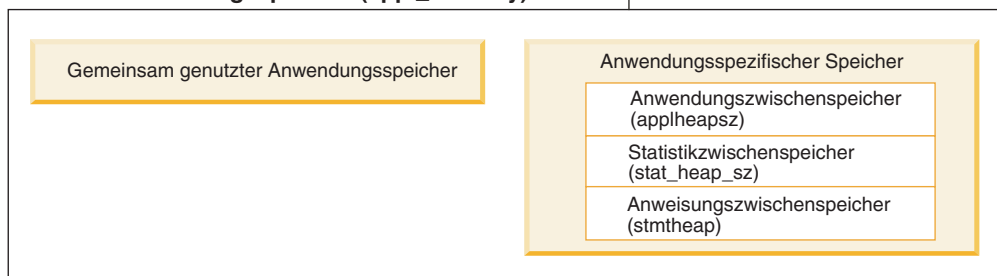 Gemeinsam genutzter Anwendungsspeicher
Anwendungsspezifischer Speicher
Anwendungszwischenspeicher
(applheapsz)
Statistikzwischenspeicher
(stat_heap_sz)
Anweisungszwischenspeicher
(stmtheap)